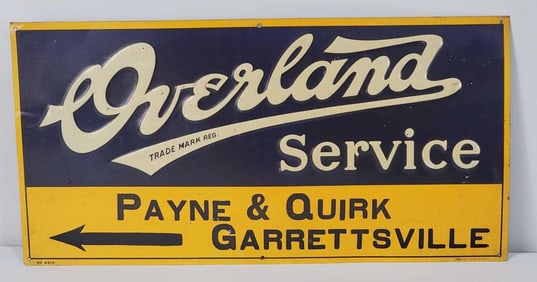 Overland
TRADE MARK REG.
Service
PAYNE & QUIRK
GARRETTSVILLE